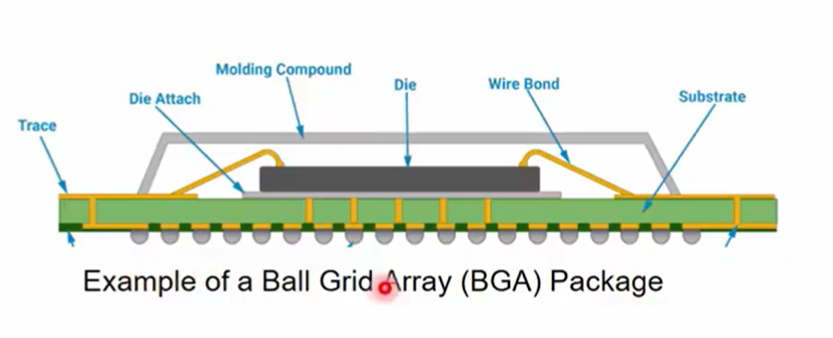 Molding Compound
Die Attach
Die
Wire Bond
Substrate
Trace
Example of a Ball Grid Array (BGA) Package